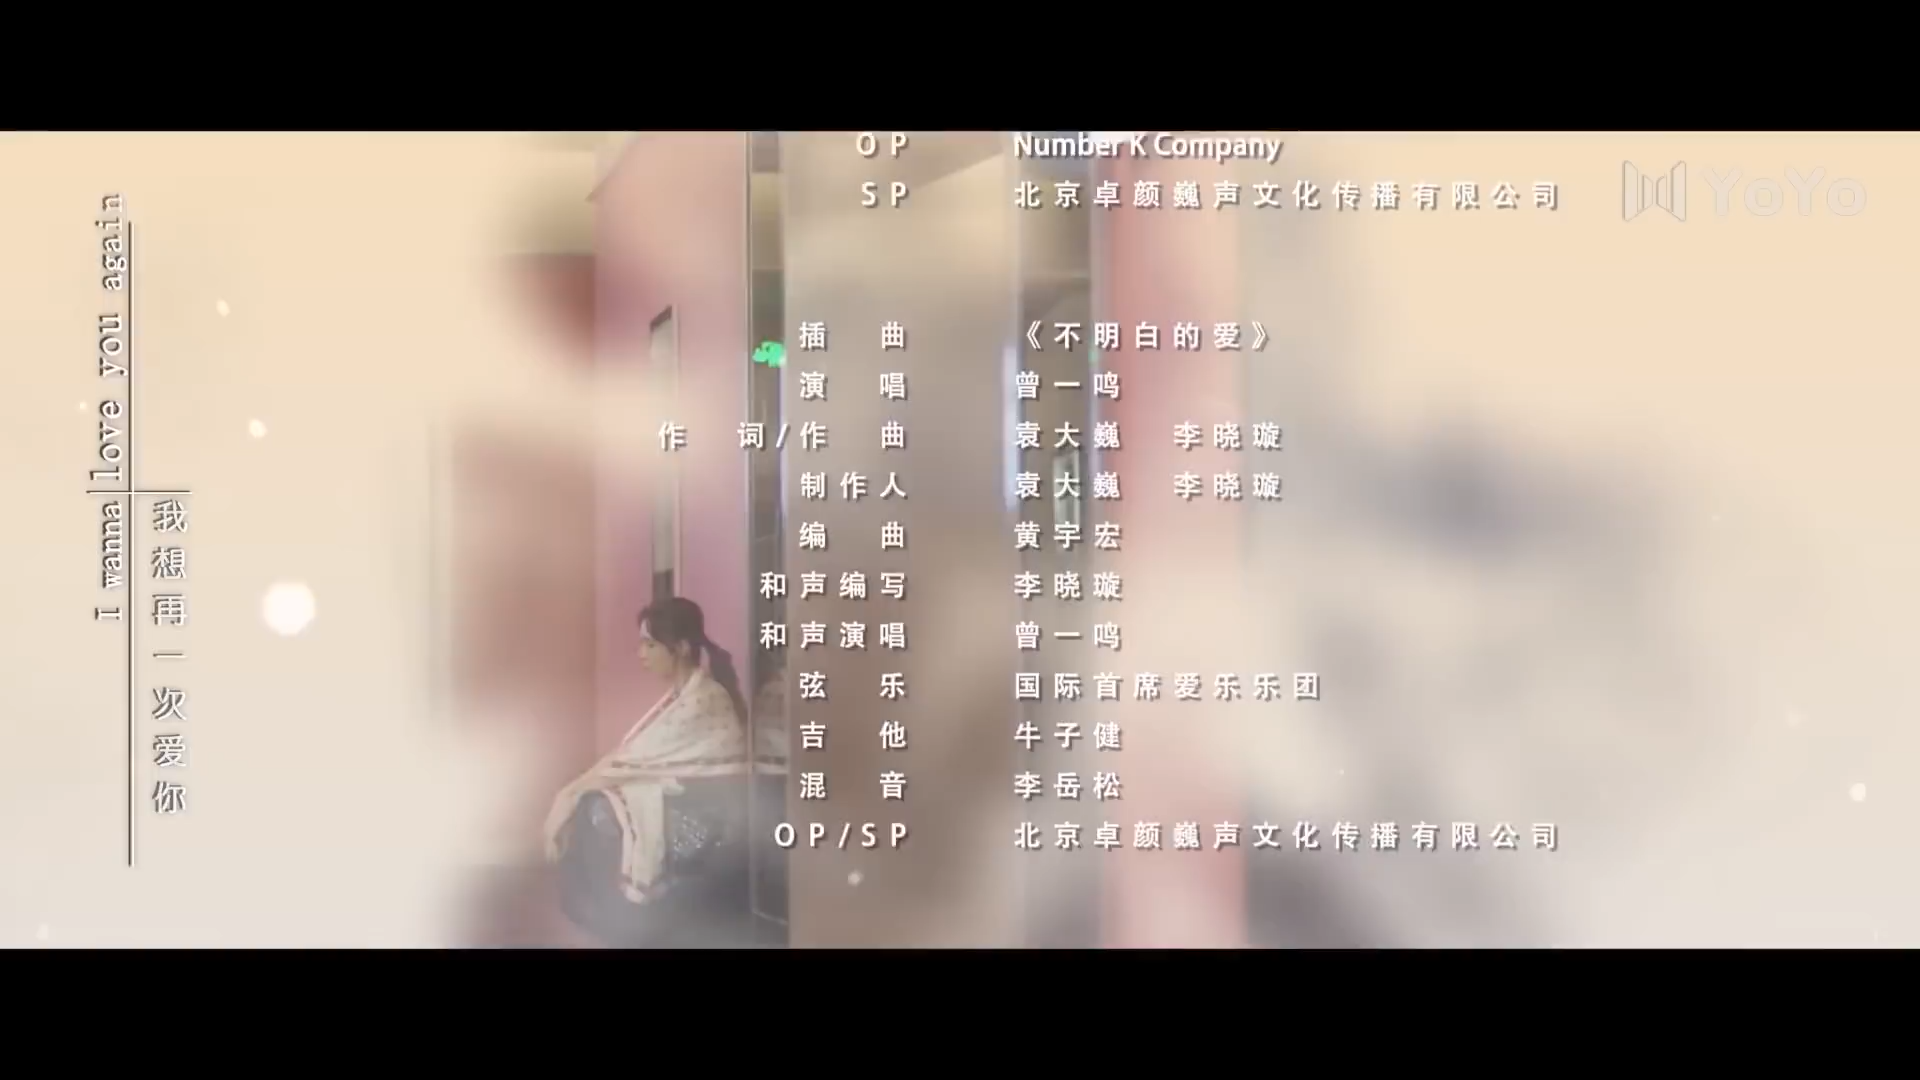 OP Number K Company
SP 北京卓颜巍声文化传播有限公司
YoYo
插曲 《不明白的爱》
演唱 曾一鸣
作词/作曲 袁大巍 李晓璇
制作人 袁大巍 李晓璇
编曲 黄宇宏
和声编写 李晓璇
和声演唱 曾一鸣
弦乐 国际首席爱乐乐团
吉他 牛子健
混音 李岳松
OP/SP 北京卓颜巍声文化传播有限公司
I wanna love you again
我想再一次爱你